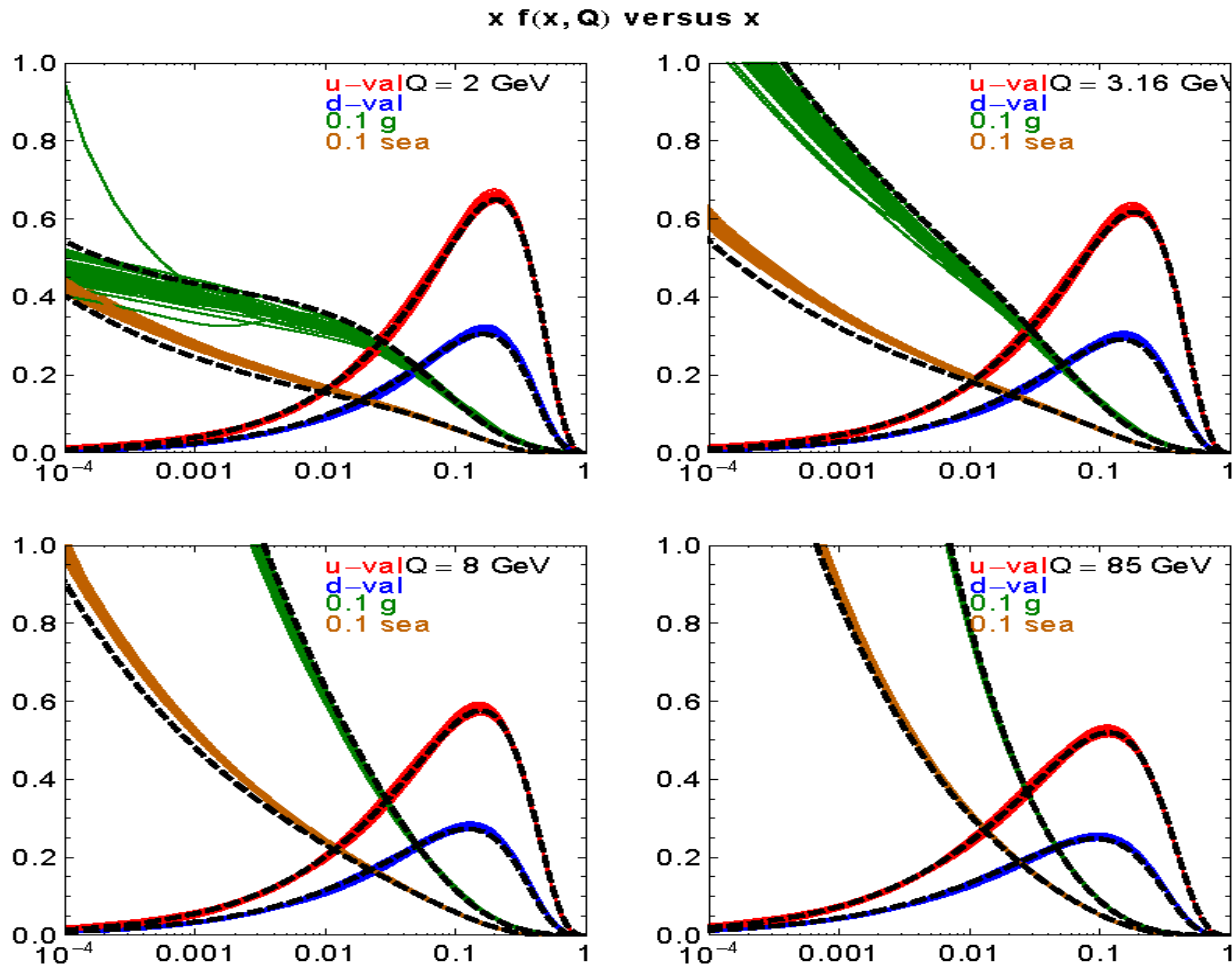 x f(x, Q) versus x
1.0
0.8
0.6
0.4
0.2
0.0
u-val Q = 2 GeV
d-val
0.1 g
0.1 sea
10⁻⁴ 0.001 0.01 0.1 1
1.0
0.8
0.6
0.4
0.2
0.0
u-val Q = 3.16 GeV
d-val
0.1 g
0.1 sea
10⁻⁴ 0.001 0.01 0.1 1
1.0
0.8
0.6
0.4
0.2
0.0
u-val Q = 8 GeV
d-val
0.1 g
0.1 sea
10⁻⁴ 0.001 0.01 0.1 1
1.0
0.8
0.6
0.4
0.2
0.0
u-val Q = 85 GeV
d-val
0.1 g
0.1 sea
10⁻⁴ 0.001 0.01 0.1 1